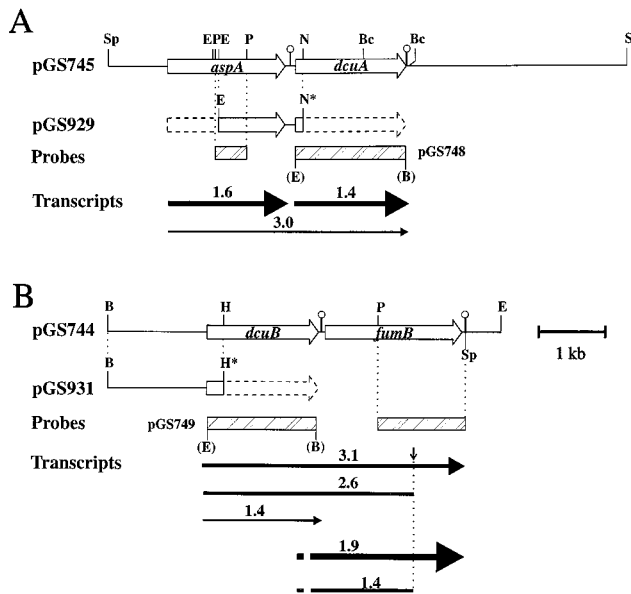 A
Sp EPE P N Bc Bc S
pGS745 aspA dcuA
E N*
pGS929
Probes pGS748
(E) (B)
Transcripts 1.6 1.4
3.0
B
B H P E
pGS744 dcuB fumB
Sp 1 kb
B H*
pGS931
Probes pGS749
(E) (B)
Transcripts 3.1
2.6
1.4
1.9
1.4